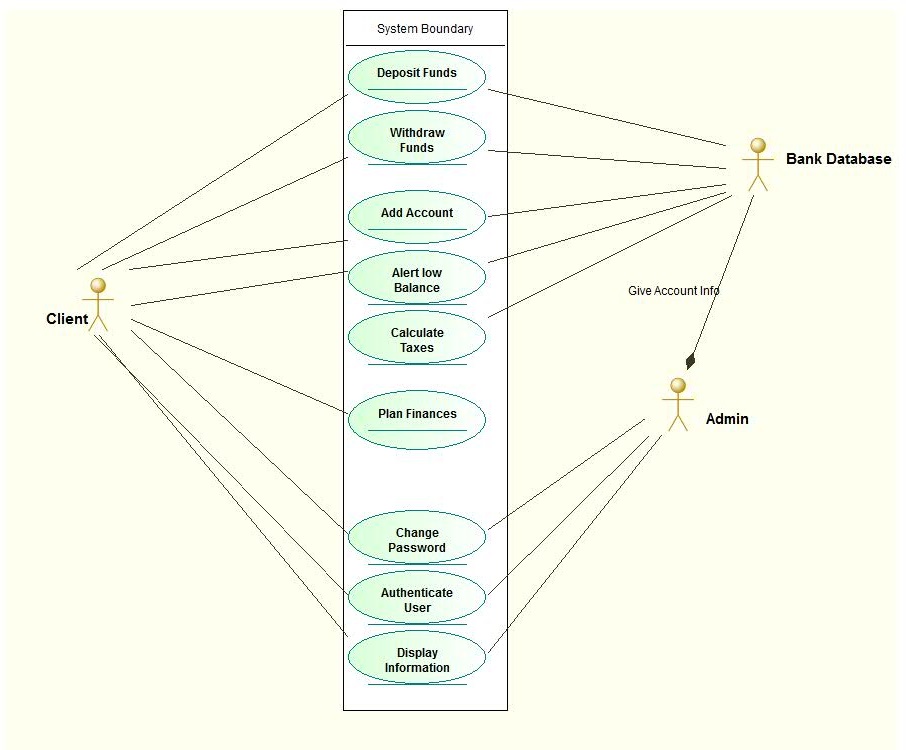 System Boundary
Deposit Funds
Withdraw
Funds
Bank Database
Add Account
Alert low
Balance
Give Account Info
Client
Calculate
Taxes
Plan Finances
Admin
Change
Password
Authenticate
User
Display
Information